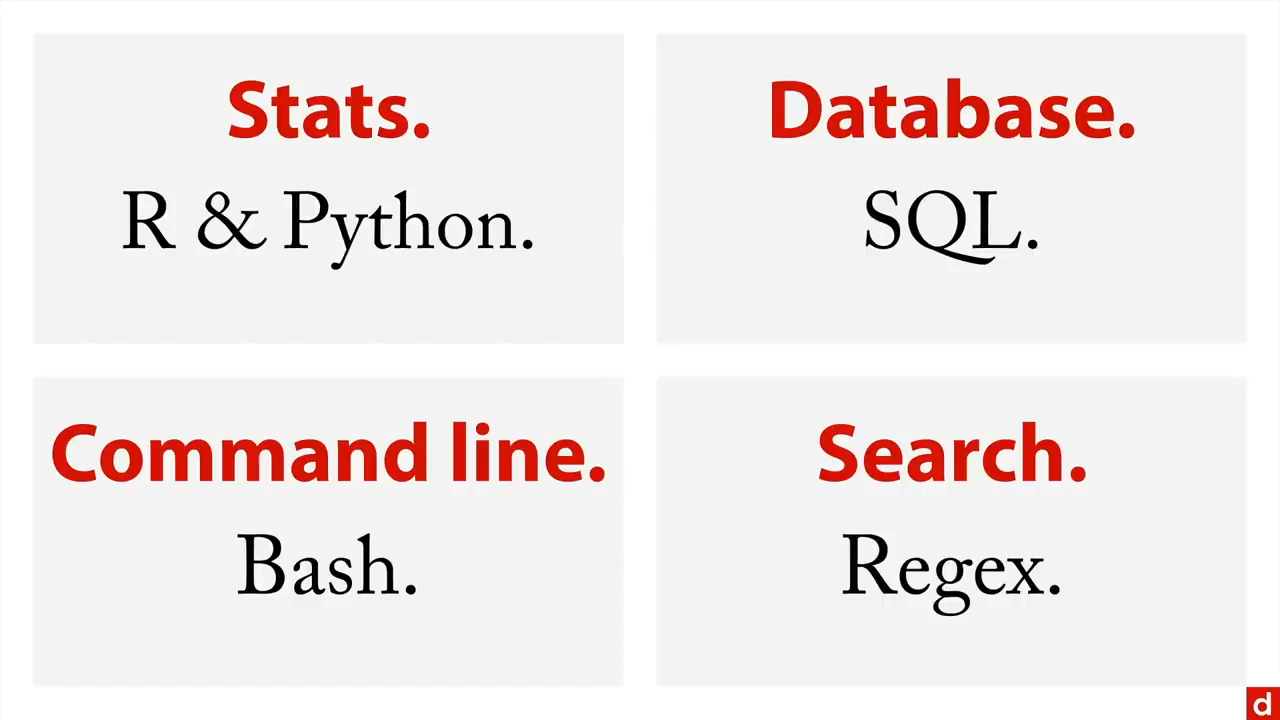 Stats.
R & Python.
Database.
SQL.
Command line.
Bash.
Search.
Regex.
d